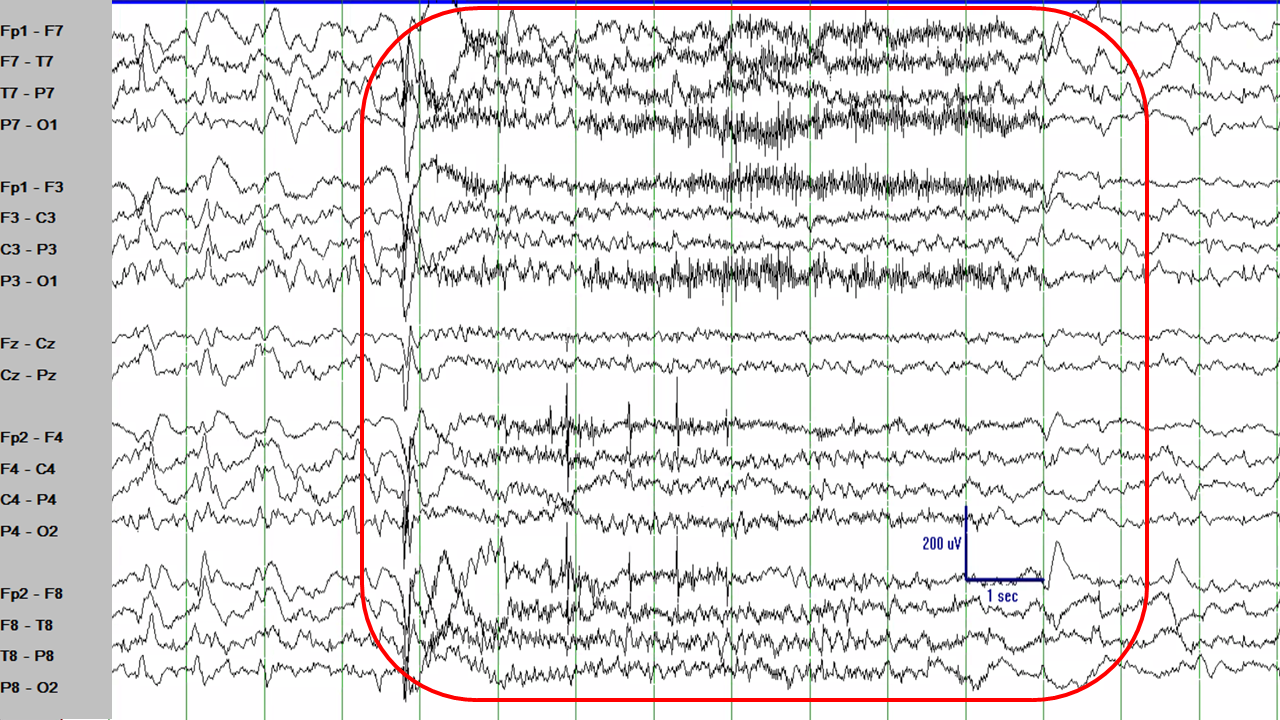 Fp1 - F7
F7 - T7
T7 - P7
P7 - O1
Fp1 - F3
F3 - C3
C3 - P3
P3 - O1
Fz - Cz
Cz - Pz
Fp2 - F4
F4 - C4
C4 - P4
P4 - O2
200 uV
1 sec
Fp2 - F8
F8 - T8
T8 - P8
P8 - O2